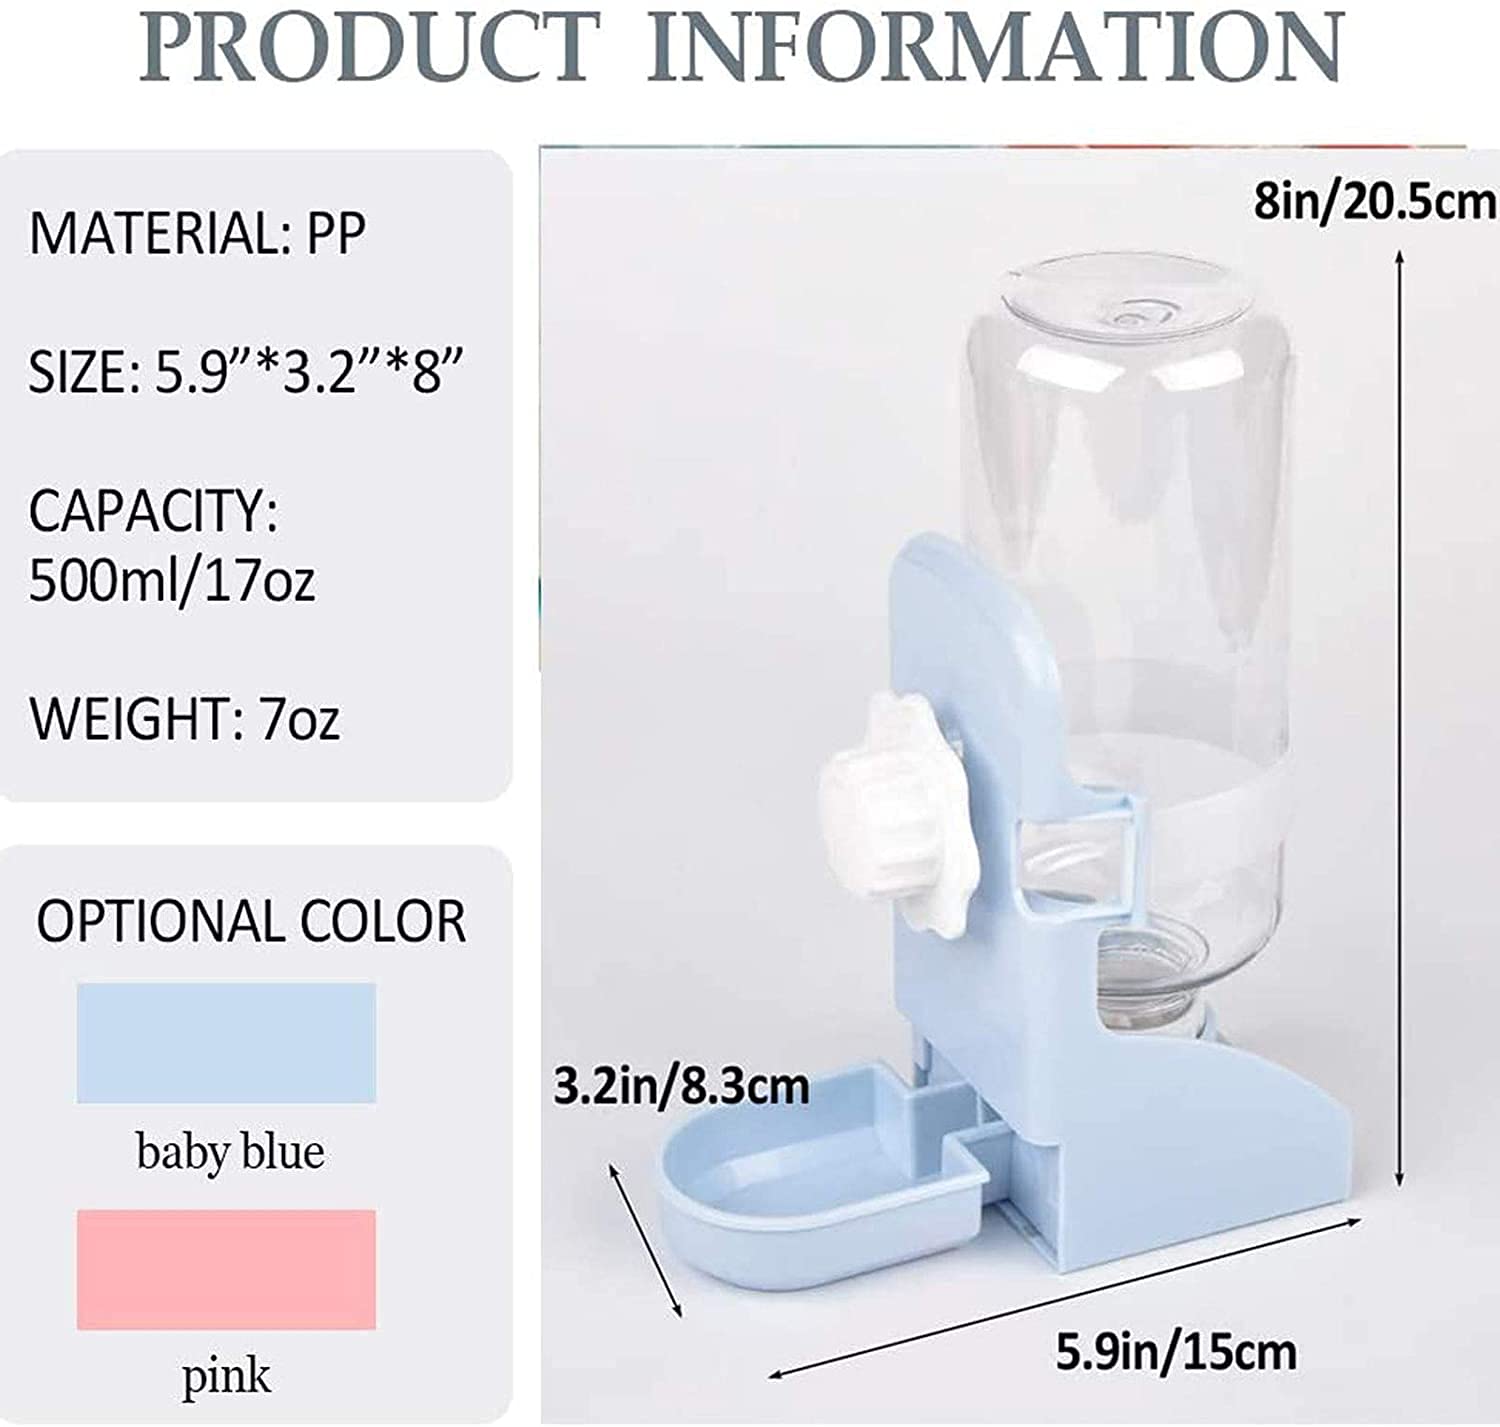 PRODUCT INFORMATION
MATERIAL: PP
SIZE: 5.9”*3.2”*8”
CAPACITY:
500ml/17oz
WEIGHT: 7oz
OPTIONAL COLOR
baby blue
pink
8in/20.5cm
3.2in/8.3cm
5.9in/15cm